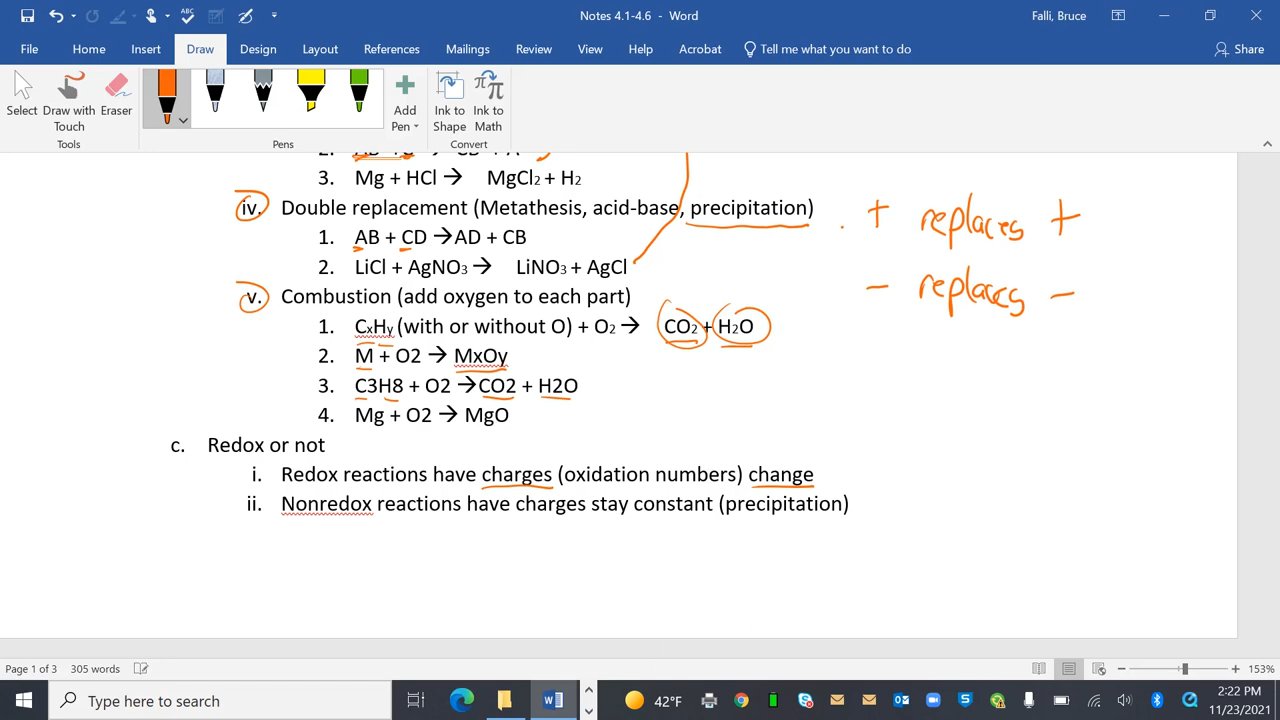 Notes 4.1-4.6 - Word
Falli, Bruce
File Home Insert Draw Design Layout References Mailings Review View Help Acrobat Tell me what you want to do Share
Select Draw with Touch Eraser Add Pen Ink to Shape Ink to Math
Tools Pens Convert
3. Mg + HCl → MgCl₂ + H₂
iv. Double replacement (Metathesis, acid-base, precipitation)
+ replaces +
1. AB + CD →AD + CB
2. LiCl + AgNO₃ → LiNO₃ + AgCl
- replaces -
v. Combustion (add oxygen to each part)
1. CₓHᵧ (with or without O) + O₂ → CO₂ + H₂O
2. M + O2 → MxOy
3. C3H8 + O2 →CO2 + H2O
4. Mg + O2 → MgO
c. Redox or not
i. Redox reactions have charges (oxidation numbers) change
ii. Nonredox reactions have charges stay constant (precipitation)
Page 1 of 3 305 words 153%
Type here to search 42°F 2:22 PM
11/23/2021